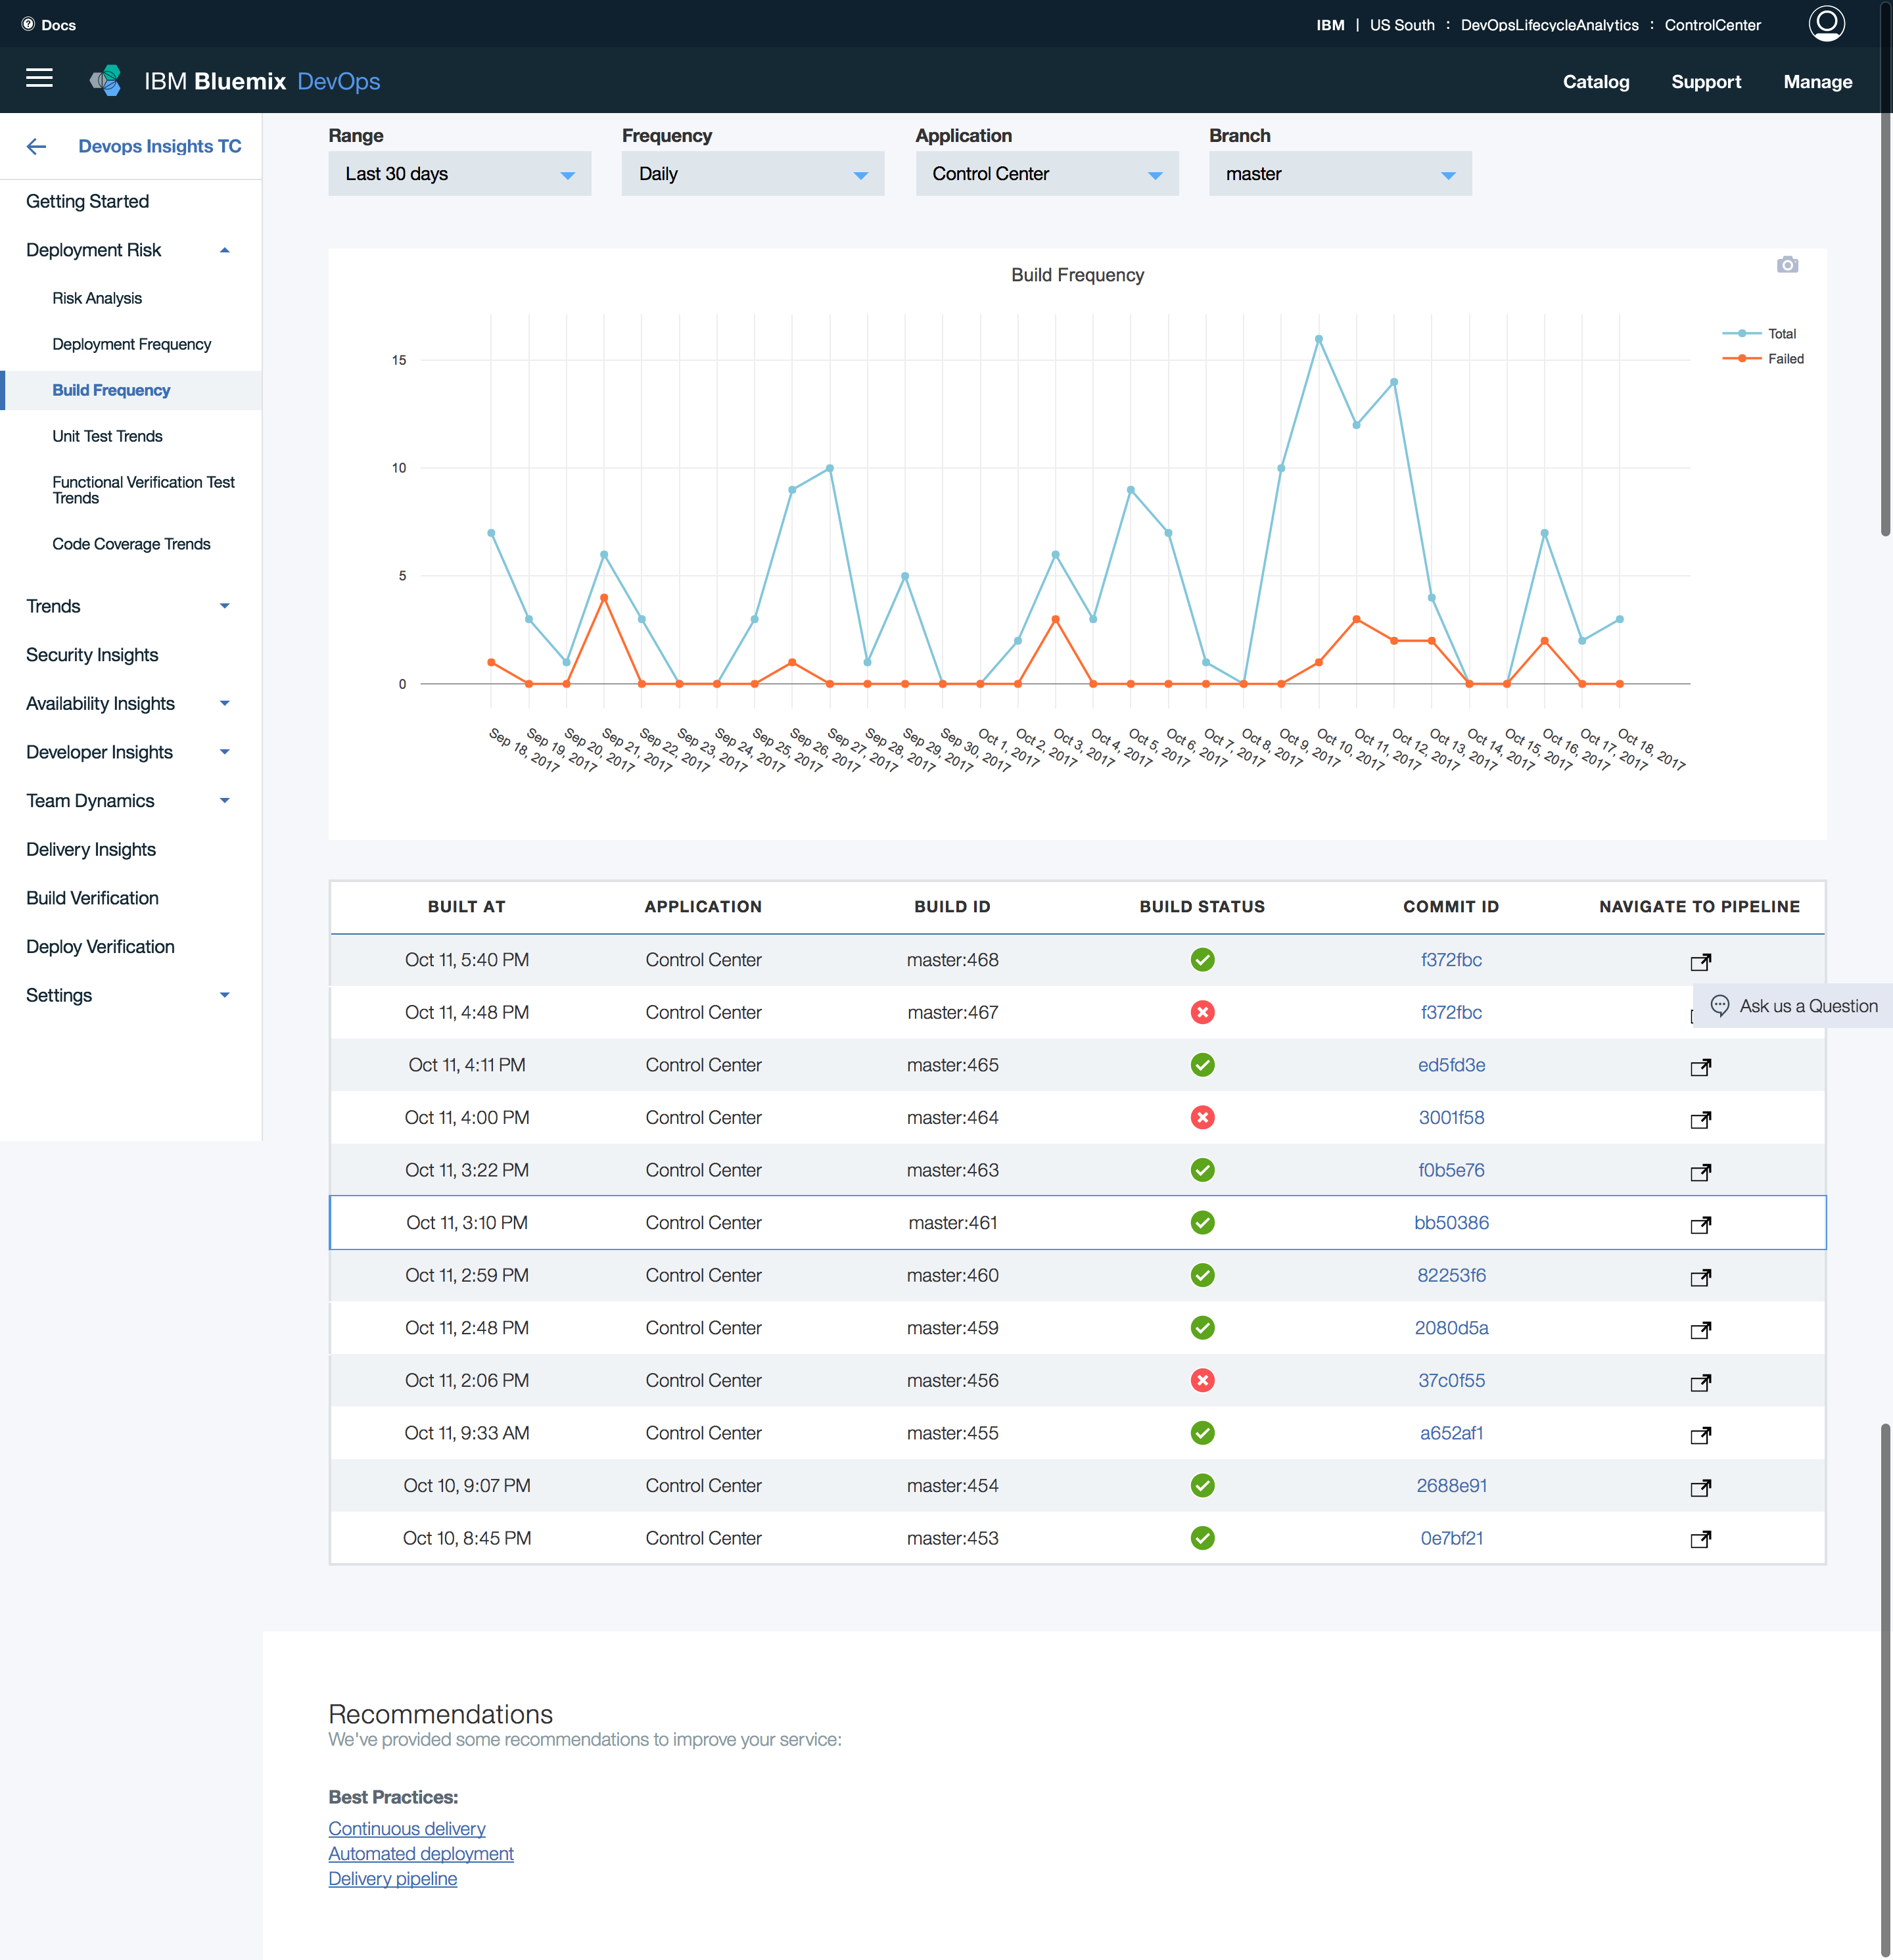 Docs
IBM | US South : DevOpsLifecycleAnalytics : ControlCenter
IBM Bluemix DevOps
Catalog Support Manage
Devops Insights TC
Getting Started
Deployment Risk
Risk Analysis
Deployment Frequency
Build Frequency
Unit Test Trends
Functional Verification Test
Trends
Code Coverage Trends
Trends
Security Insights
Availability Insights
Developer Insights
Team Dynamics
Delivery Insights
Build Verification
Deploy Verification
Settings
Range Frequency Application Branch
Last 30 days Daily Control Center master
Build Frequency
Total
Failed
15
10
5
0
Sep 18, 2017
Sep 19, 2017
Sep 20, 2017
Sep 21, 2017
Sep 22, 2017
Sep 23, 2017
Sep 24, 2017
Sep 25, 2017
Sep 26, 2017
Sep 27, 2017
Sep 28, 2017
Sep 29, 2017
Sep 30, 2017
Oct 1, 2017
Oct 2, 2017
Oct 3, 2017
Oct 4, 2017
Oct 5, 2017
Oct 6, 2017
Oct 7, 2017
Oct 8, 2017
Oct 9, 2017
Oct 10, 2017
Oct 11, 2017
Oct 12, 2017
Oct 13, 2017
Oct 14, 2017
Oct 15, 2017
Oct 16, 2017
Oct 17, 2017
Oct 18, 2017
BUILT AT APPLICATION BUILD ID BUILD STATUS COMMIT ID NAVIGATE TO PIPELINE
Oct 11, 5:40 PM Control Center master:468 f372fbc
Oct 11, 4:48 PM Control Center master:467 f372fbc
Ask us a Question
Oct 11, 4:11 PM Control Center master:465 ed5fd3e
Oct 11, 4:00 PM Control Center master:464 3001f58
Oct 11, 3:22 PM Control Center master:463 f0b5e76
Oct 11, 3:10 PM Control Center master:461 bb50386
Oct 11, 2:59 PM Control Center master:460 82253f6
Oct 11, 2:48 PM Control Center master:459 2080d5a
Oct 11, 2:06 PM Control Center master:456 37c0f55
Oct 11, 9:33 AM Control Center master:455 a652af1
Oct 10, 9:07 PM Control Center master:454 2688e91
Oct 10, 8:45 PM Control Center master:453 0e7bf21
Recommendations
We've provided some recommendations to improve your service:
Best Practices:
Continuous delivery
Automated deployment
Delivery pipeline